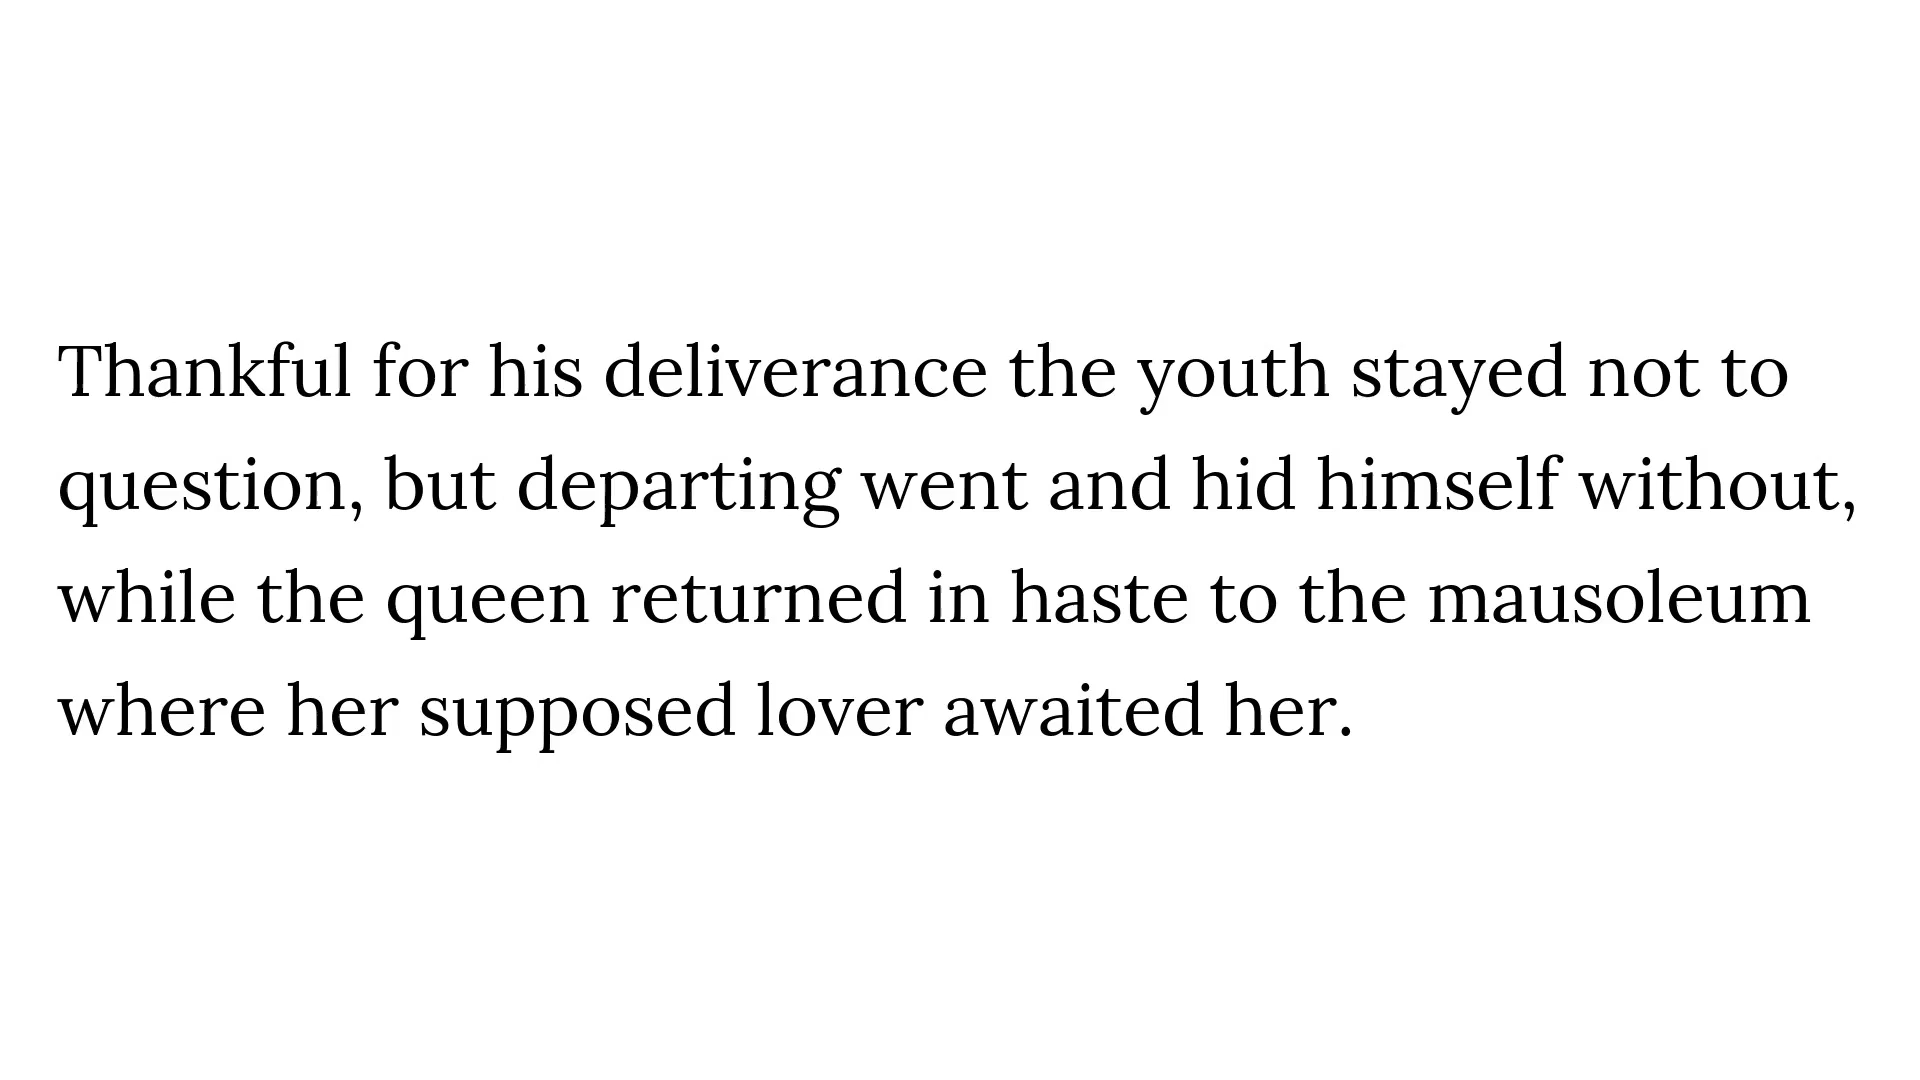 Thankful for his deliverance the youth stayed not to
question, but departing went and hid himself without,
while the queen returned in haste to the mausoleum
where her supposed lover awaited her.